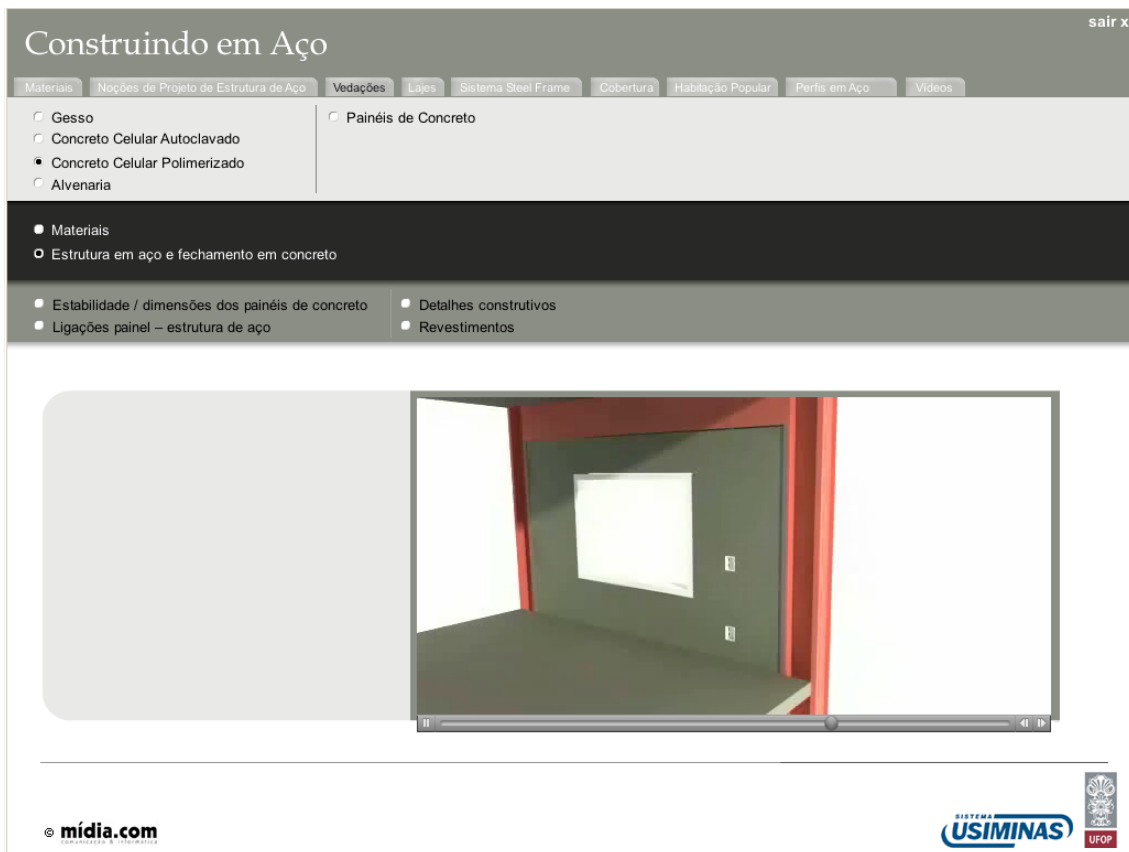 sair x
Construindo em Aço
Materiais Noções de Projeto de Estrutura de Aço Vedações Lajes Sistema Steel Frame Cobertura Habitação Popular Perfis em Aço Vídeos
Gesso
Concreto Celular Autoclavado
Concreto Celular Polimerizado
Alvenaria
Painéis de Concreto
Materiais
Estrutura em aço e fechamento em concreto
Estabilidade / dimensões dos painéis de concreto
Ligações painel – estrutura de aço
Detalhes construtivos
Revestimentos
© mídia.com
comunicação & informática
SISTEMA
USIMINAS
UFOP